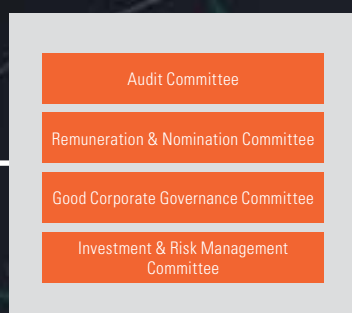 Audit Committee
Remuneration & Nomination Committee
Good Corporate Governance Committee
Investment & Risk Management
Committee